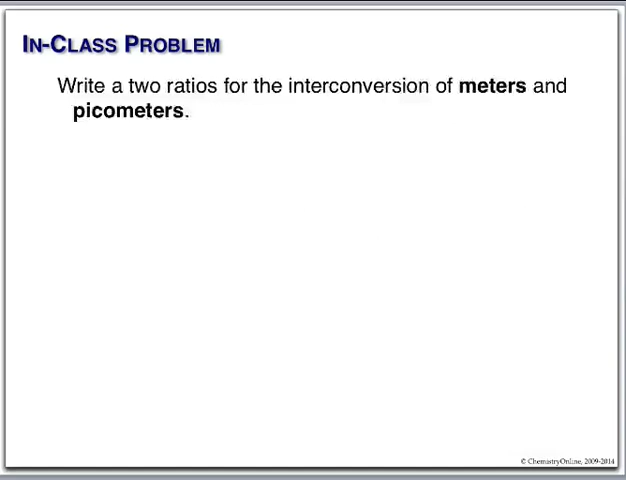 IN-CLASS PROBLEM
Write a two ratios for the interconversion of meters and
picometers.
© ChemistryOnline, 2009-2014